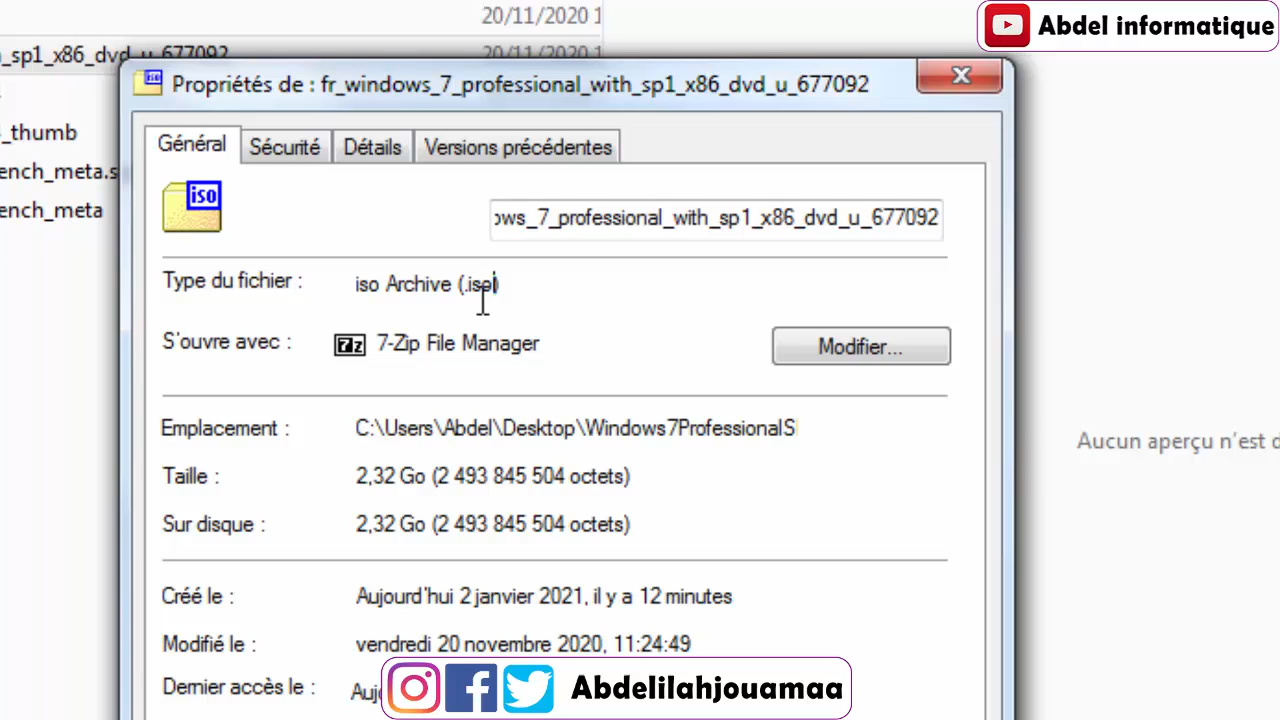 20/11/2020 1
Abdel informatique
_sp1_x86_dvd_u_677092
20/11/2020 1
Propriétés de : fr_windows_7_professional_with_sp1_x86_dvd_u_677092
_thumb
ench_meta.s
ench_meta
Général
Sécurité
Détails
Versions précédentes
iso
ows_7_professional_with_sp1_x86_dvd_u_677092
Type du fichier :
iso Archive (.iso)
S'ouvre avec :
7z
7-Zip File Manager
Modifier...
Emplacement :
C:\Users\Abdel\Desktop\Windows7ProfessionalS
Aucun aperçu n'est d
Taille :
2,32 Go (2 493 845 504 octets)
Sur disque :
2,32 Go (2 493 845 504 octets)
Créé le :
Aujourd'hui 2 janvier 2021, il y a 12 minutes
Modifié le :
vendredi 20 novembre 2020, 11:24:49
Dernier accès le :
Auj
Abdelilahjouamaa